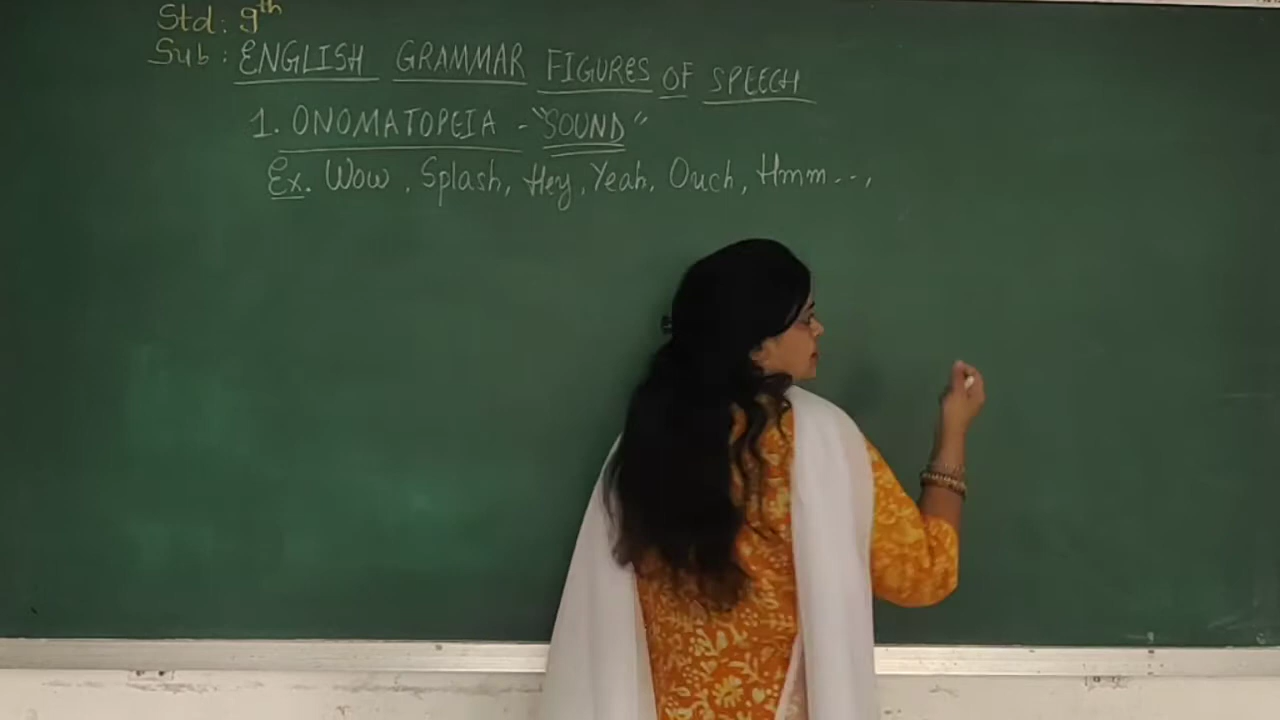 Std: 9th
Sub: ENGLISH GRAMMAR FIGURES OF SPEECH
1. ONOMATOPEIA - "SOUND"
Ex. Wow, Splash, Hey, Yeah, Ouch, Hmm...,